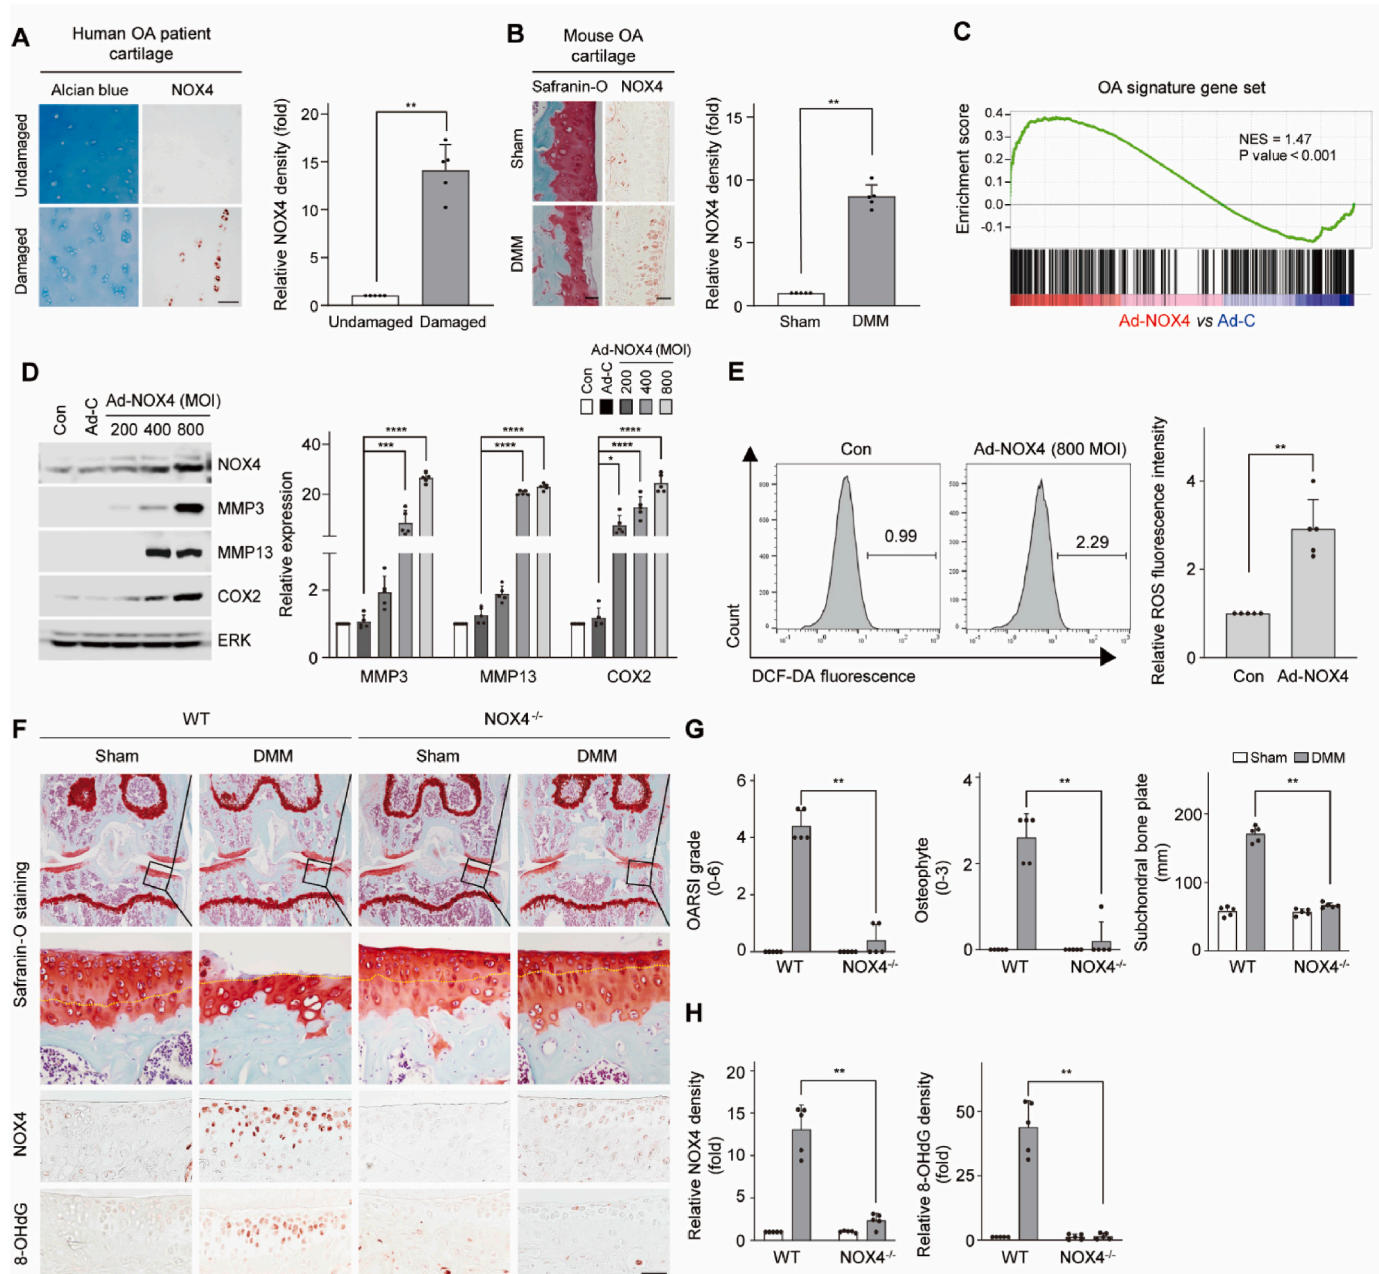 A
Human OA patient
cartilage
Alcian blue NOX4
Undamaged
Damaged
Relative NOX4 density (fold)
20
15
10
5
0
**
Undamaged Damaged
B
Mouse OA
cartilage
Safranin-O NOX4
Sham
DMM
Relative NOX4 density (fold)
15
10
5
0
**
Sham DMM
C
OA signature gene set
Enrichment score
0.4
0.3
0.2
0.1
0.0
-0.1
NES = 1.47
P value < 0.001
Ad-NOX4 vs Ad-C
D
Con Ad-C Ad-NOX4 (MOI)
200 400 800
NOX4
MMP3
MMP13
COX2
ERK
Ad-NOX4 (MOI)
Con Ad-C 200 400 800
Relative expression
40
20
2
0
*** ****
**** ****
* **** ****
MMP3 MMP13 COX2
E
Con Ad-NOX4 (800 MOI)
Count
800
600
400
200
0
0.99
2.29
DCF-DA fluorescence
Relative ROS fluorescence intensity
4
2
0
**
Con Ad-NOX4
F
WT NOX4-/-
Sham DMM Sham DMM
Safranin-O staining
NOX4
8-OHdG
G
Sham DMM
OARSI grade
(0-6)
6
4
2
0
**
WT NOX4-/-
Osteophyte
(0-3)
4
2
0
**
WT NOX4-/-
Subchondral bone plate
(mm)
200
100
0
**
WT NOX4-/-
H
Relative NOX4 density
(fold)
20
15
10
5
0
**
WT NOX4-/-
Relative 8-OHdG density
(fold)
50
25
0
**
WT NOX4-/-